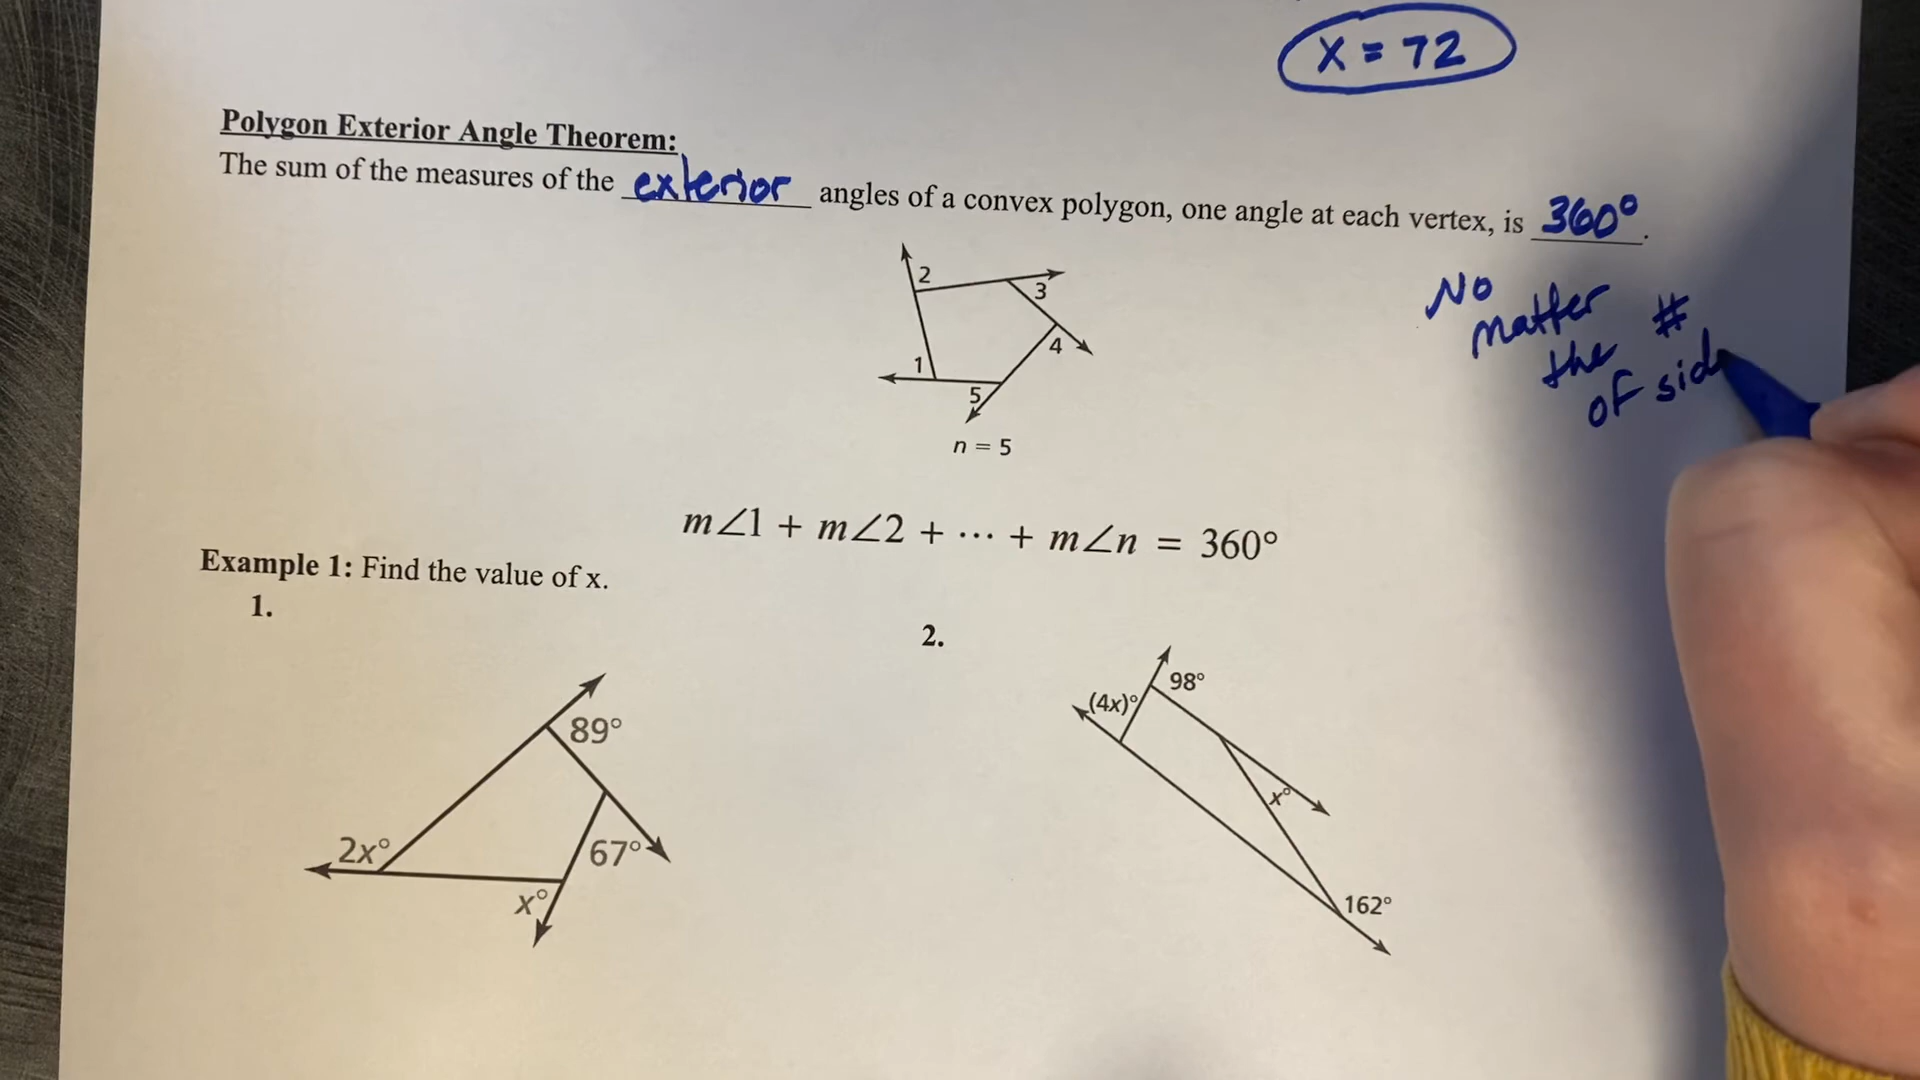 x = 72
Polygon Exterior Angle Theorem:
The sum of the measures of the exterior angles of a convex polygon, one angle at each vertex, is 360°.
No
matter
the #
of side
2
3
4
1
5
n = 5
m∠1 + m∠2 + ··· + m∠n = 360°
Example 1: Find the value of x.
1.
2.
89°
2x°
67°
x°
98°
(4x)°
x°
162°